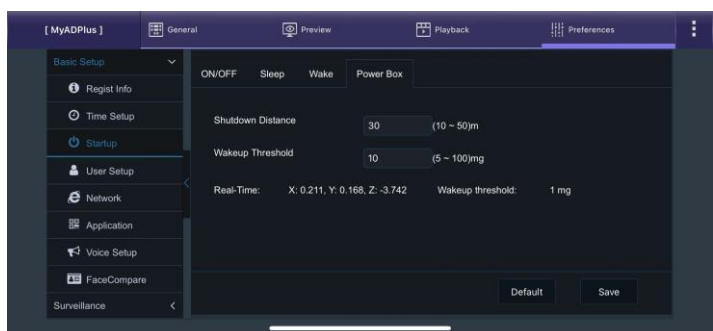 [ MyADPlus ] General Preview Playback Preferences
Basic Setup
Regist Info
Time Setup
Startup
User Setup
Network
Application
Voice Setup
FaceCompare
Surveillance
ON/OFF Sleep Wake Power Box
Shutdown Distance 30 (10 ~ 50)m
Wakeup Threshold 10 (5 ~ 100)mg
Real-Time: X: 0.211, Y: 0.168, Z: -3.742 Wakeup threshold: 1 mg
Default Save